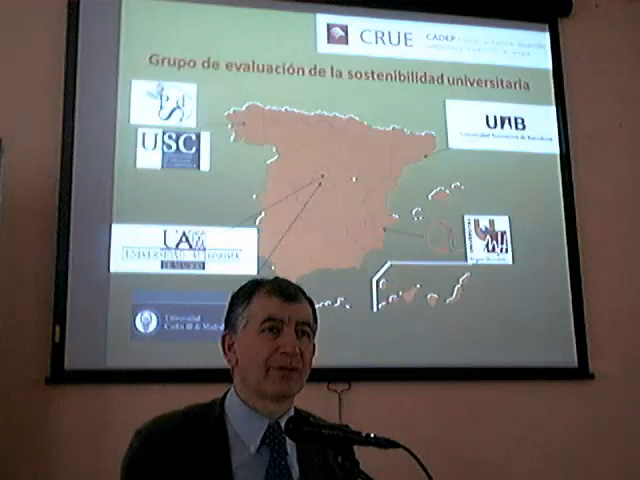 CRUE CADEP
Grupo de evaluación de la sostenibilidad universitaria
USC
UAB
Universitat Autònoma de Barcelona
UMH
UAM
UNIVERSIDAD AUTONOMA
DE MADRID
Universidad
Carlos III de Madrid